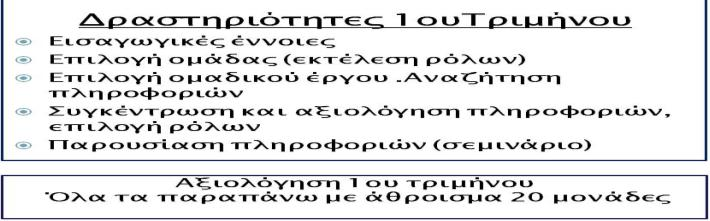 Δραστηριότητες 1ουΤριμήνου
Εισαγωγικές έννοιες
Επιλογή ομάδας (εκτέλεση ρόλων)
Επιλογή ομαδικού έργου .Αναζήτηση
πληροφοριών
Συγκέντρωση και αξιολόγηση πληροφοριών,
επιλογή ρόλων
Παρουσίαση πληροφοριών (σεμινάριο)
Αξιολόγηση 1ου τριμήνου
Όλα τα παραπάνω με άθροισμα 20 μονάδες